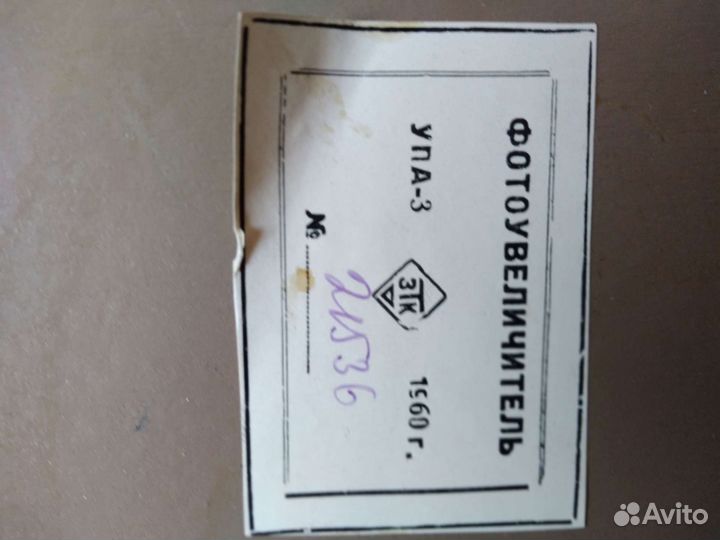 ФОТОУВЕЛИЧИТЕЛЬ
УПА-3 ЗТК 1960 г.
№ 21536
Avito